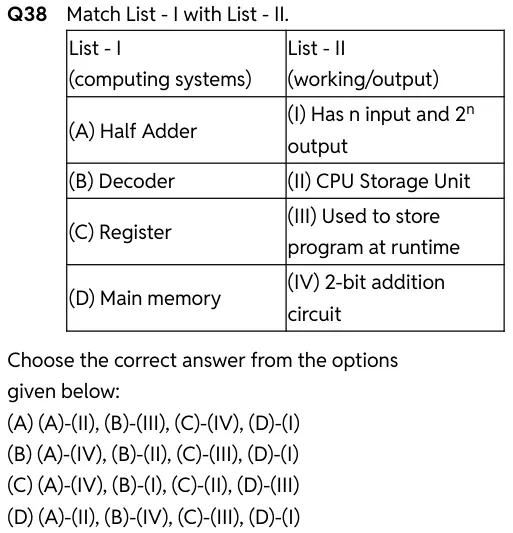 Q38 Match List - I with List - II.
List - I
(computing systems)
List - II
(working/output)
(A) Half Adder
(I) Has n input and 2ⁿ
output
(B) Decoder
(II) CPU Storage Unit
(C) Register
(III) Used to store
program at runtime
(D) Main memory
(IV) 2-bit addition
circuit
Choose the correct answer from the options
given below:
(A) (A)-(II), (B)-(III), (C)-(IV), (D)-(I)
(B) (A)-(IV), (B)-(II), (C)-(III), (D)-(I)
(C) (A)-(IV), (B)-(I), (C)-(II), (D)-(III)
(D) (A)-(II), (B)-(IV), (C)-(III), (D)-(I)